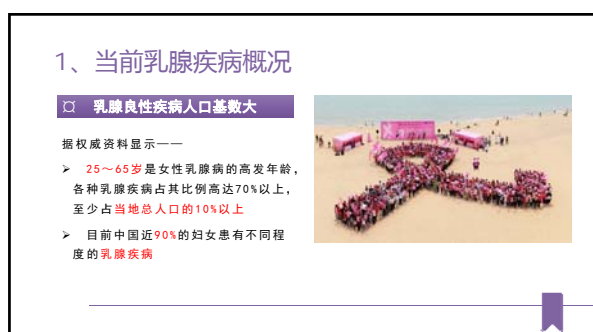 1、当前乳腺疾病概况
¤ 乳腺良性疾病人口基数大
据权威资料显示——
➢ 25～65岁是女性乳腺病的高发年龄，
各种乳腺疾病占其比例高达70%以上，
至少占当地总人口的10%以上
➢ 目前中国近90%的妇女患有不同程
度的乳腺疾病